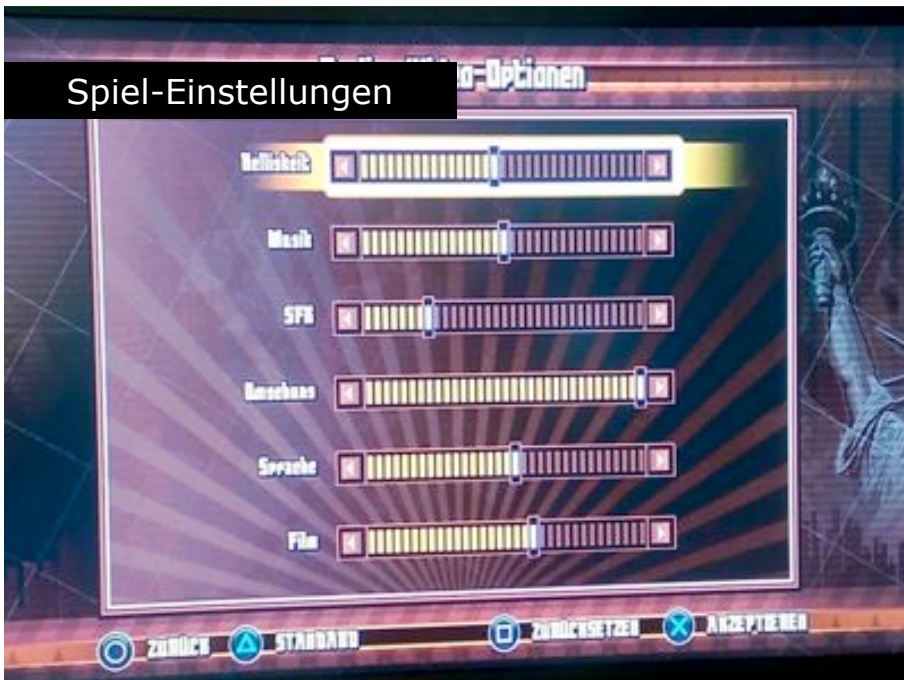 Spiel-Einstellungen
-Optionen
Helligkeit
Musik
SFX
Umgebung
Sprache
Film
ZURÜCK STANDARD ZURÜCKSETZEN AKZEPTIEREN